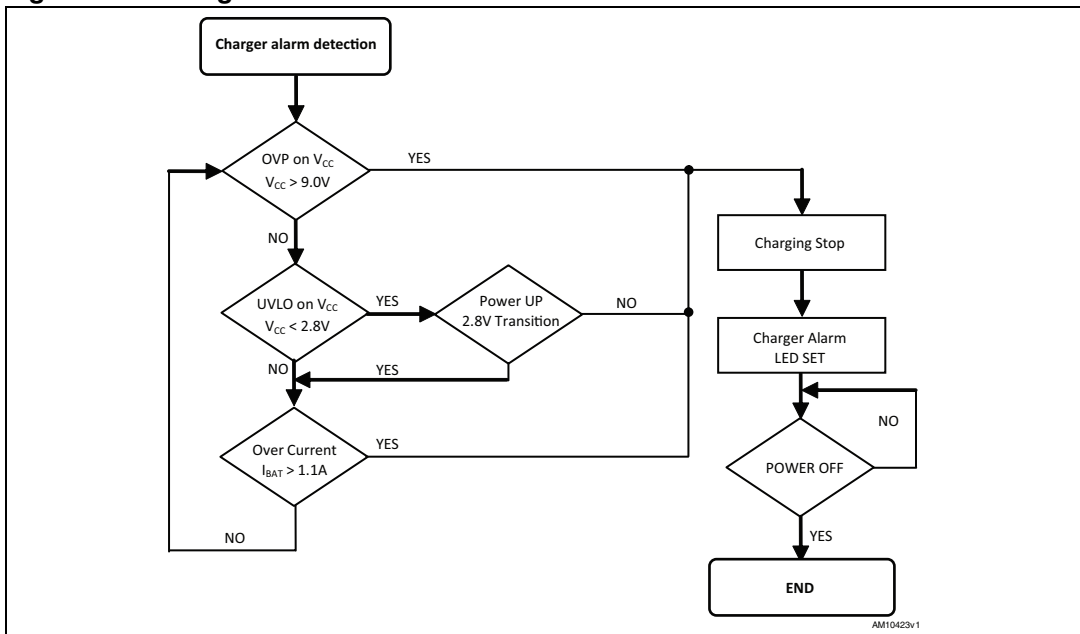 Charger alarm detection
OVP on VCC
VCC > 9.0V
YES
NO
UVLO on VCC
VCC < 2.8V
YES
Power UP
2.8V Transition
NO
NO
YES
Over Current
IBAT > 1.1A
YES
NO
Charging Stop
Charger Alarm
LED SET
NO
POWER OFF
YES
END
AM10423v1